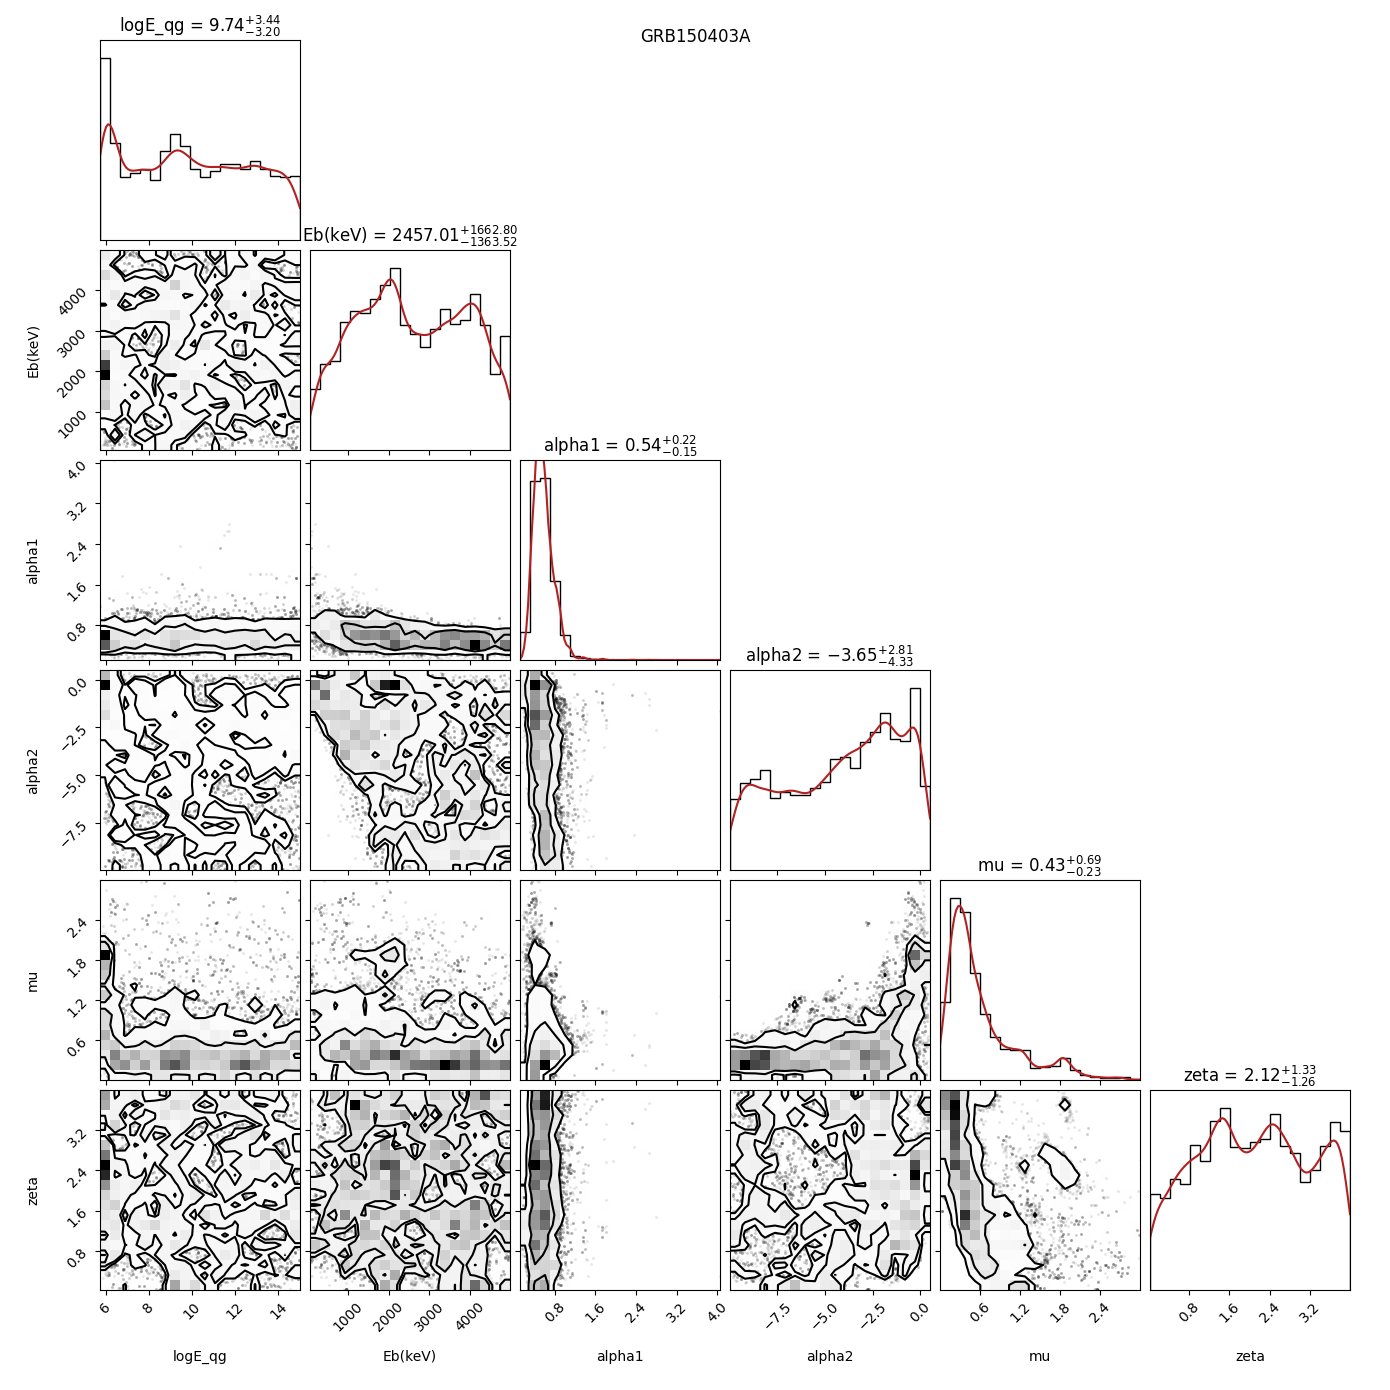 GRB150403A
logE_qg = 9.74 +3.44 −3.20
Eb(keV) = 2457.01 +1662.80 −1363.52
4000
3000
2000
1000
Eb(keV)
alpha1 = 0.54 +0.22 −0.15
4.0
3.2
2.4
1.6
0.8
alpha1
alpha2 = −3.65 +2.81 −4.33
0.0
−2.5
−5.0
−7.5
alpha2
mu = 0.43 +0.69 −0.23
2.4
1.8
1.2
0.6
mu
zeta = 2.12 +1.33 −1.26
3.2
2.4
1.6
0.8
zeta
6 8 10 12 14
1000 2000 3000 4000
0.8 1.6 2.4 3.2 4.0
−7.5 −5.0 −2.5 0.0
0.6 1.2 1.8 2.4
0.8 1.6 2.4 3.2
logE_qg
Eb(keV)
alpha1
alpha2
mu
zeta